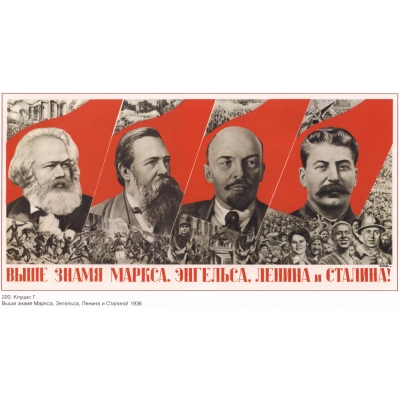 ВЫШЕ ЗНАМЯ МАРКСА, ЭНГЕЛЬСА, ЛЕНИНА и СТАЛИНА!
220. Клуцис Г.
Выше знамя Маркса, Энгельса, Ленина и Сталина! 1936